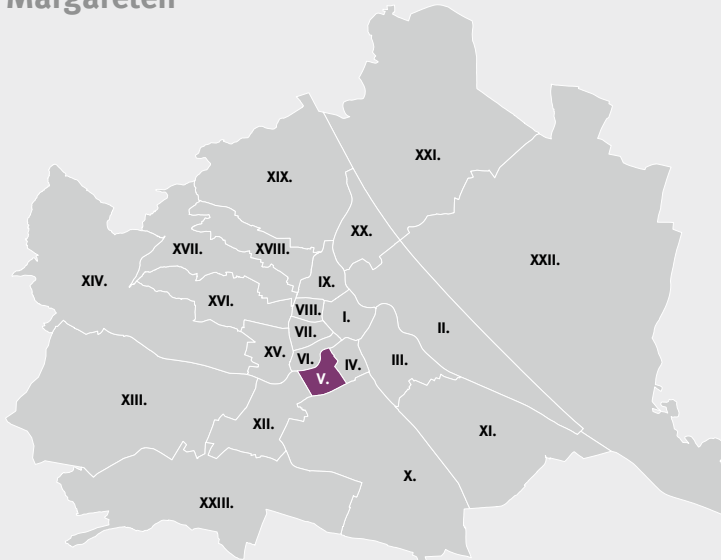 Margareten
XXI.
XIX.
XX.
XVII.
XVIII.
XXII.
XIV.
IX.
XVI.
VIII.
I.
II.
VII.
XV.
VI.
IV.
III.
V.
XIII.
XII.
XI.
X.
XXIII.